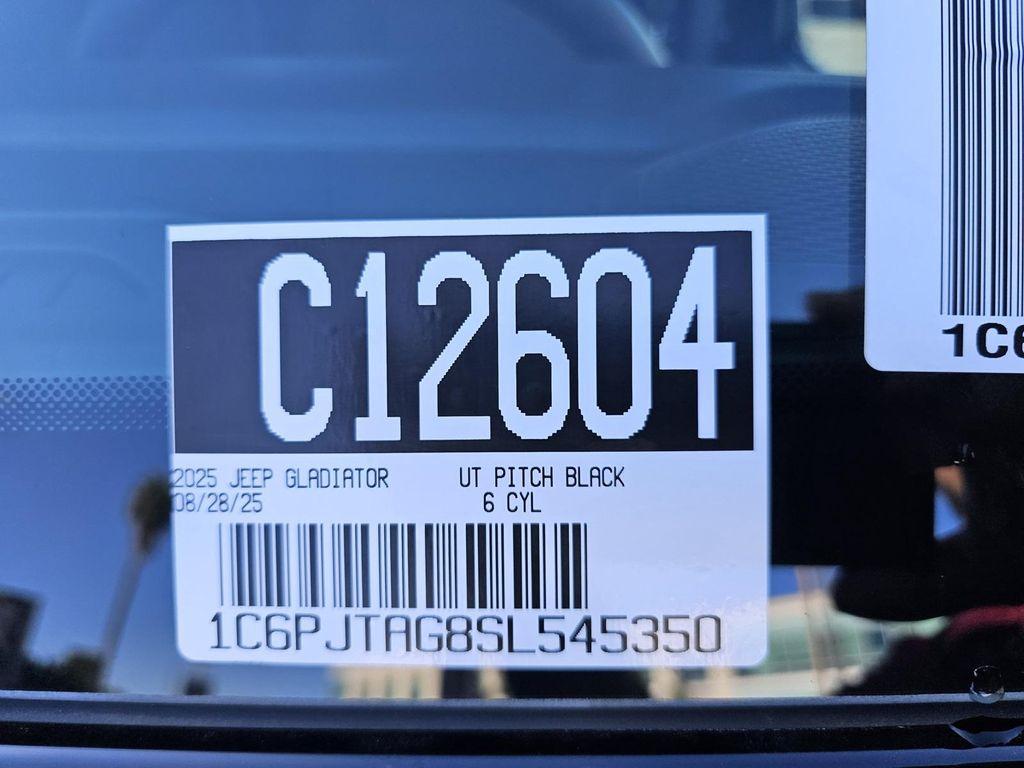 C12604
2025 JEEP GLADIATOR UT PITCH BLACK
08/28/25 6 CYL
1C6PJTAG8SL545350
1C6